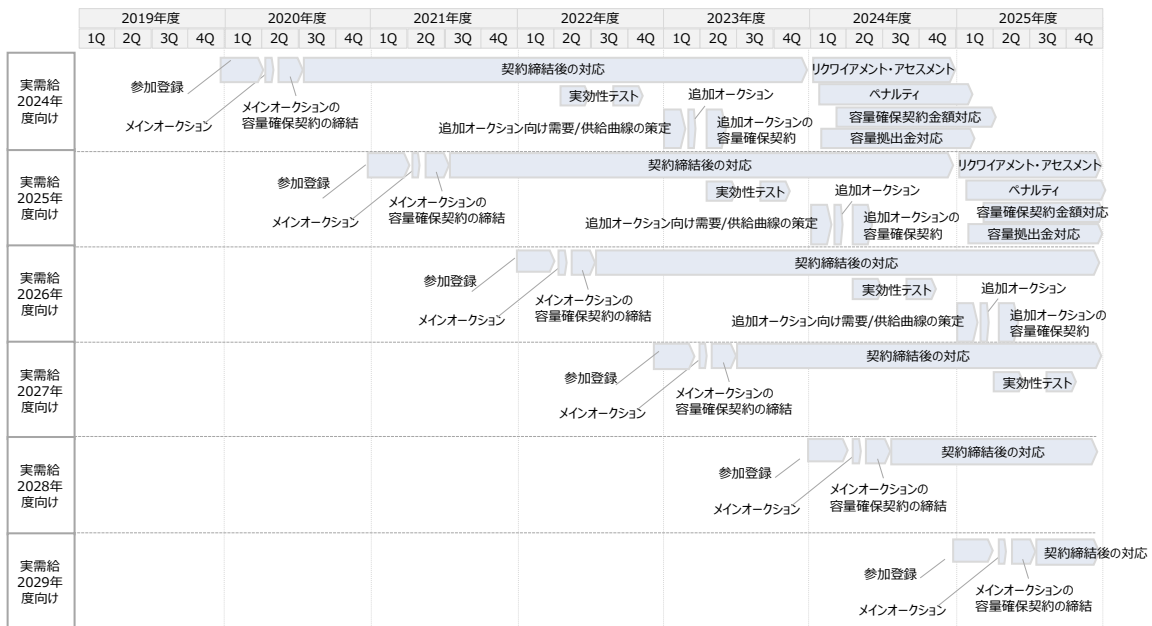 2019年度 2020年度 2021年度 2022年度 2023年度 2024年度 2025年度
1Q 2Q 3Q 4Q 1Q 2Q 3Q 4Q 1Q 2Q 3Q 4Q 1Q 2Q 3Q 4Q 1Q 2Q 3Q 4Q 1Q 2Q 3Q 4Q 1Q 2Q 3Q 4Q
実需給
2024年
度向け
参加登録
メインオークション
メインオークションの
容量確保契約の締結
契約締結後の対応
実効性テスト
追加オークション向け需要/供給曲線の策定
追加オークション
追加オークションの
容量確保契約
リクワイアメント・アセスメント
ペナルティ
容量確保契約金額対応
容量拠出金対応
実需給
2025年
度向け
参加登録
メインオークション
メインオークションの
容量確保契約の締結
契約締結後の対応
実効性テスト
追加オークション向け需要/供給曲線の策定
追加オークション
追加オークションの
容量確保契約
リクワイアメント・アセスメント
ペナルティ
容量確保契約金額対応
容量拠出金対応
実需給
2026年
度向け
参加登録
メインオークション
メインオークションの
容量確保契約の締結
契約締結後の対応
実効性テスト
追加オークション向け需要/供給曲線の策定
追加オークション
追加オークションの
容量確保契約
実需給
2027年
度向け
参加登録
メインオークション
メインオークションの
容量確保契約の締結
契約締結後の対応
実効性テスト
実需給
2028年
度向け
参加登録
メインオークション
メインオークションの
容量確保契約の締結
契約締結後の対応
実需給
2029年
度向け
参加登録
メインオークション
メインオークションの
容量確保契約の締結
契約締結後の対応